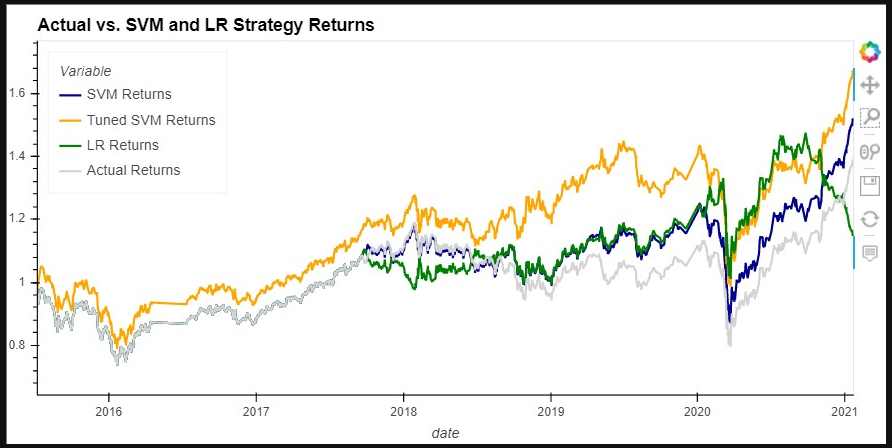 Actual vs. SVM and LR Strategy Returns
Variable
SVM Returns
Tuned SVM Returns
LR Returns
Actual Returns
1.6
1.4
1.2
1
0.8
2016 2017 2018 2019 2020 2021
date